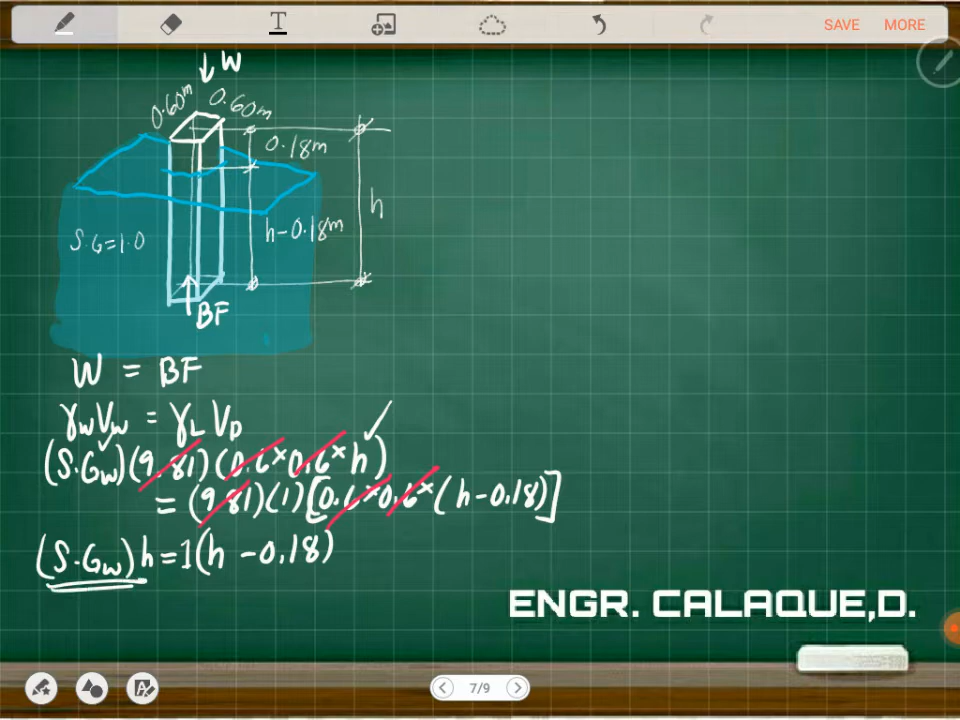 T
SAVE
MORE
W
0.60m
0.60m
0.18m
h
h-0.18m
S.G=1.0
BF
W = BF
γwVw = γL VD
(S.Gw)(9.81)(0.6×0.6×h)
= (9.81)(1)[0.6×0.6×(h-0.18)]
(S.Gw)h=1(h-0.18)
ENGR. CALAQUE,D.
7/9